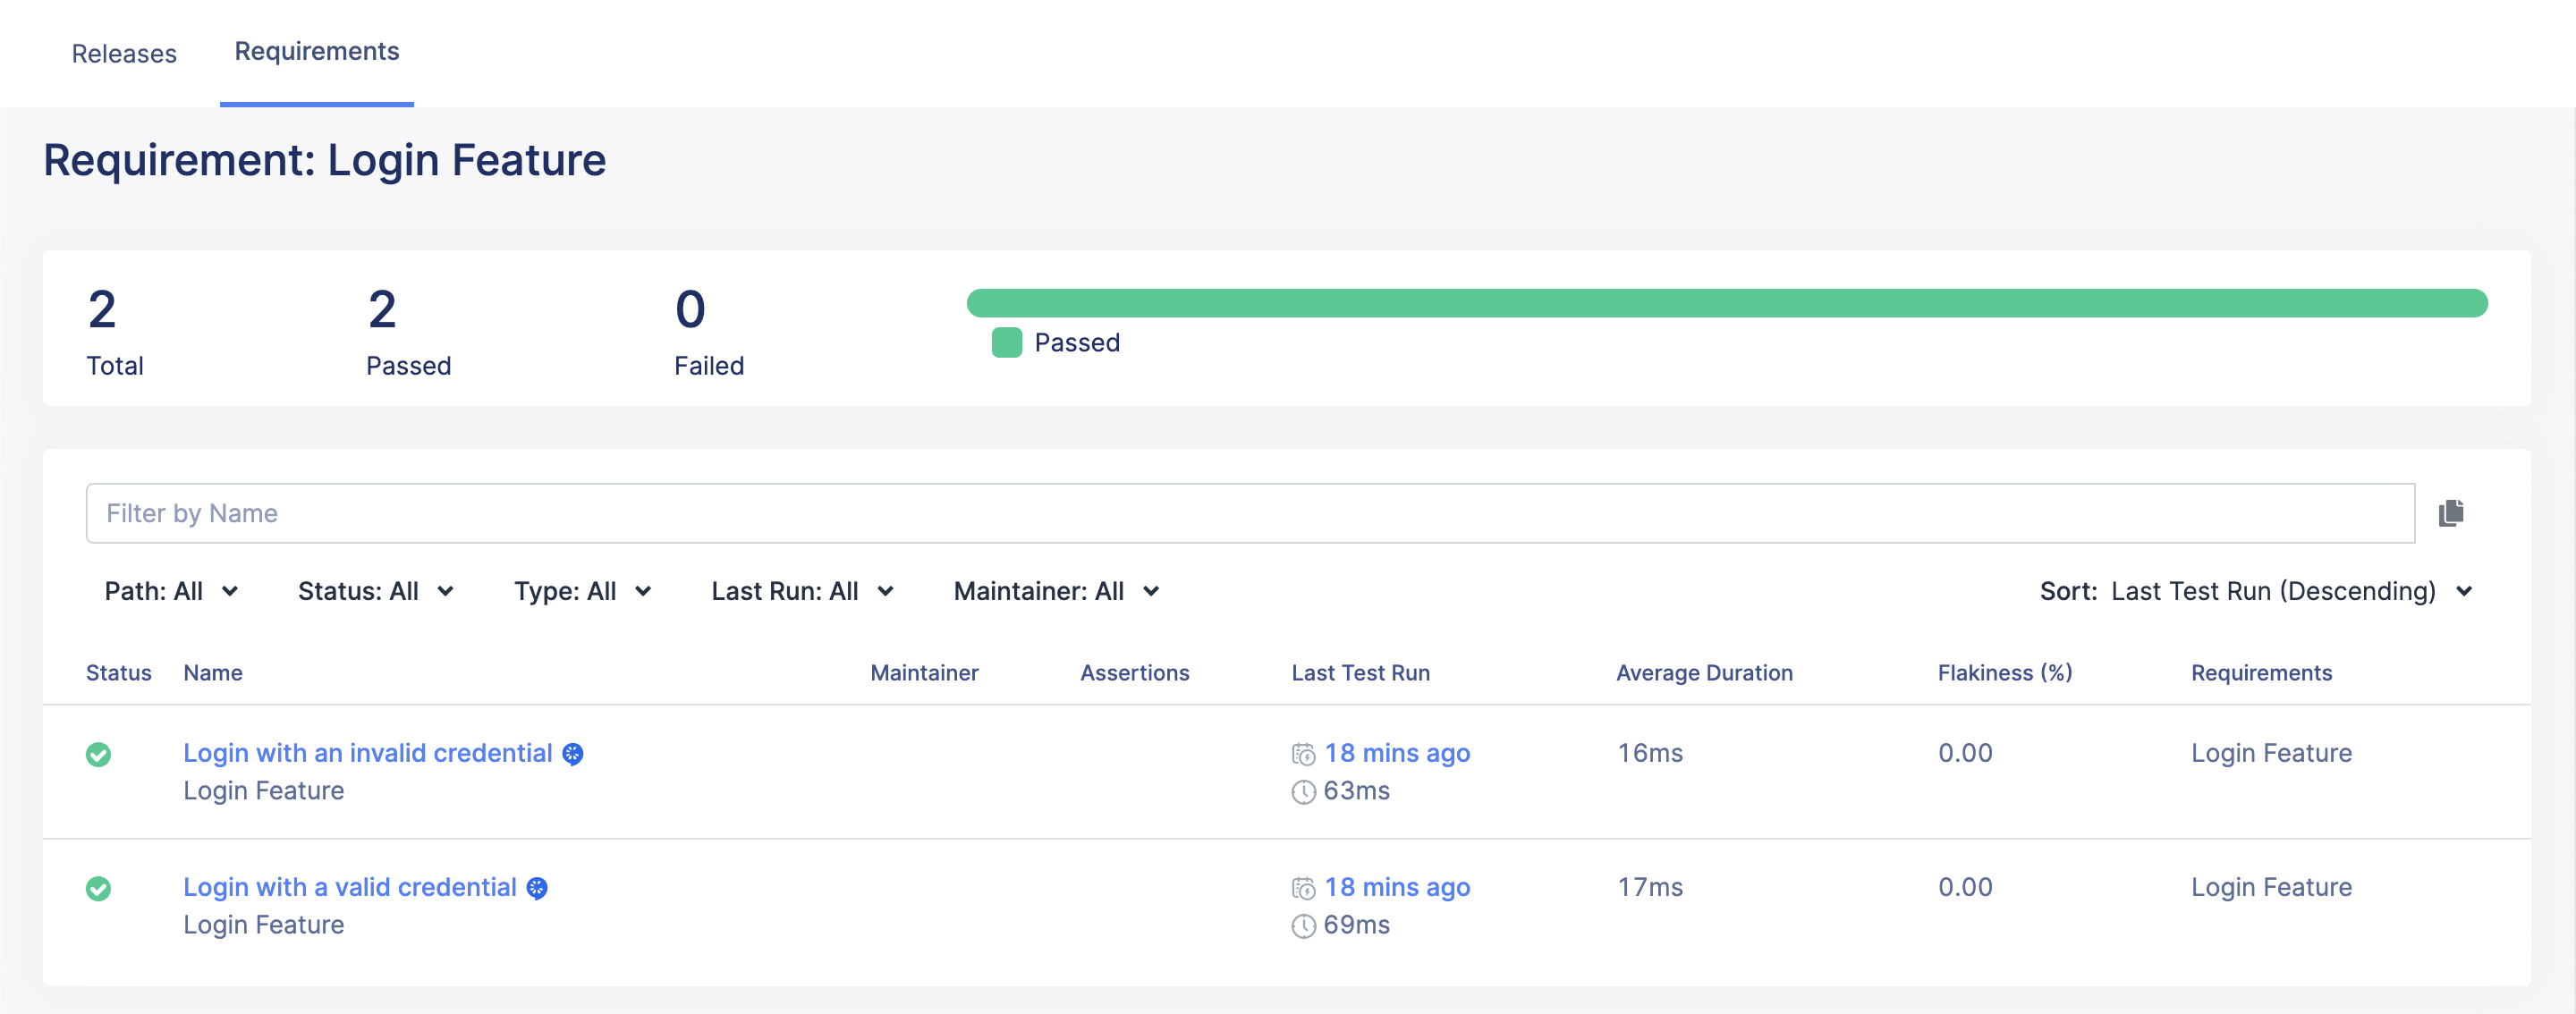 Releases Requirements
Requirement: Login Feature
2 2 0
Total Passed Failed
Passed
Filter by Name
Path: All Status: All Type: All Last Run: All Maintainer: All Sort: Last Test Run (Descending)
Status Name Maintainer Assertions Last Test Run Average Duration Flakiness (%) Requirements
Login with an invalid credential 18 mins ago 16ms 0.00 Login Feature
Login Feature 63ms
Login with a valid credential 18 mins ago 17ms 0.00 Login Feature
Login Feature 69ms